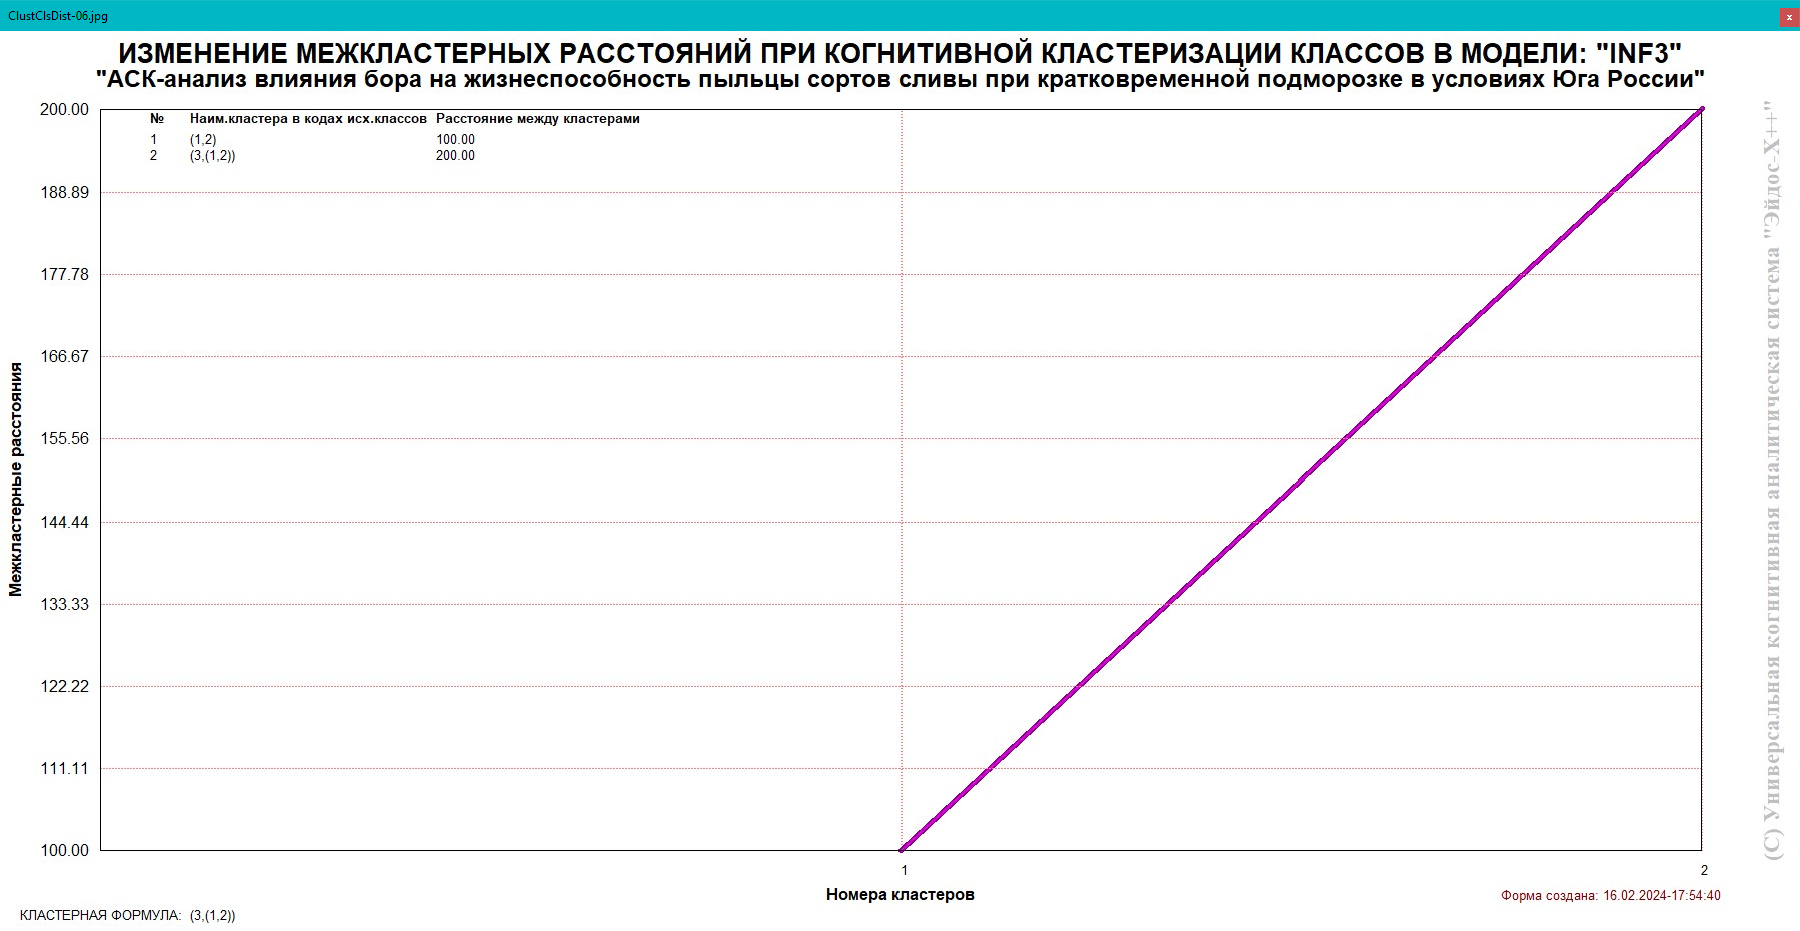 ClustClsDist-06.jpg
x
ИЗМЕНЕНИЕ МЕЖКЛАСТЕРНЫХ РАССТОЯНИЙ ПРИ КОГНИТИВНОЙ КЛАСТЕРИЗАЦИИ КЛАССОВ В МОДЕЛИ: "INF3"
"АСК-анализ влияния бора на жизнеспособность пыльцы сортов сливы при кратковременной подморозке в условиях Юга России"
№ Наим.кластера в кодах исх.классов Расстояние между кластерами
1 (1,2) 100.00
2 (3,(1,2)) 200.00
200.00
188.89
177.78
166.67
155.56
144.44
133.33
122.22
111.11
100.00
Межкластерные расстояния
1 2
Номера кластеров
Форма создана: 16.02.2024-17:54:40
КЛАСТЕРНАЯ ФОРМУЛА: (3,(1,2))
(C) Универсальная когнитивная аналитическая система "Эйдос-X++"